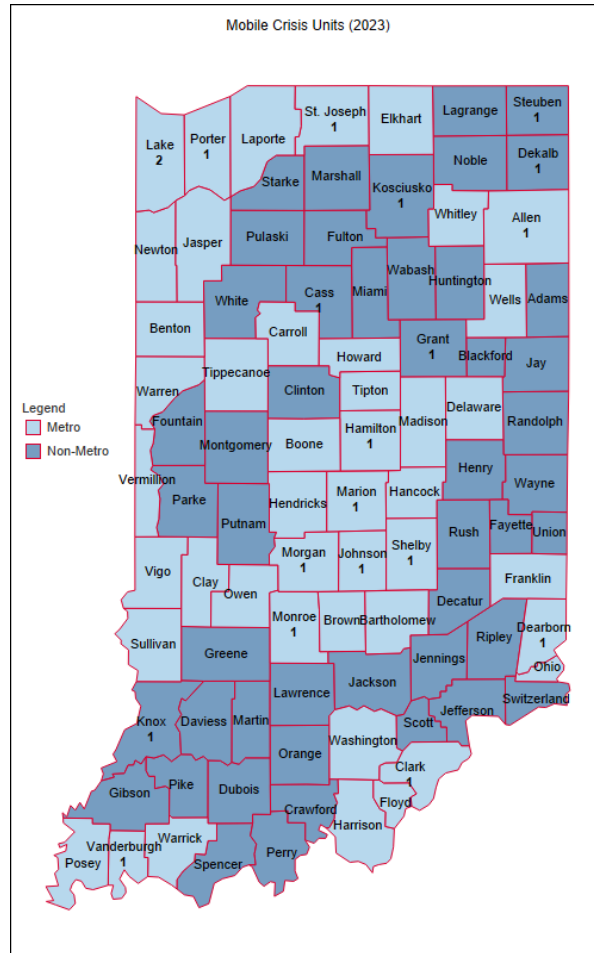 Mobile Crisis Units (2023)
St. Joseph
1
Elkhart
Lagrange
Steuben
1
Lake
2
Porter
1
Laporte
Noble
Dekalb
1
Starke
Marshall
Kosciusko
1
Whitley
Allen
1
Newton
Jasper
Pulaski
Fulton
Wabash
Huntington
White
Cass
1
Miami
Wells
Adams
Benton
Carroll
Grant
1
Blackford
Jay
Howard
Tippecanoe
Warren
Clinton
Tipton
Madison
Delaware
Legend
Metro
Non-Metro
Fountain
Montgomery
Boone
Hamilton
1
Randolph
Vermillion
Parke
Putnam
Hendricks
Marion
1
Hancock
Henry
Wayne
Rush
Fayette
Union
Morgan
1
Johnson
1
Shelby
1
Vigo
Clay
Owen
Franklin
Monroe
1
Brown
Bartholomew
Decatur
Dearborn
1
Sullivan
Greene
Ripley
Ohio
Jennings
Lawrence
Jackson
Switzerland
Knox
1
Daviess
Martin
Scott
Jefferson
Orange
Washington
Clark
1
Gibson
Pike
Dubois
Floyd
Crawford
Harrison
Posey
Vanderburgh
1
Warrick
Spencer
Perry